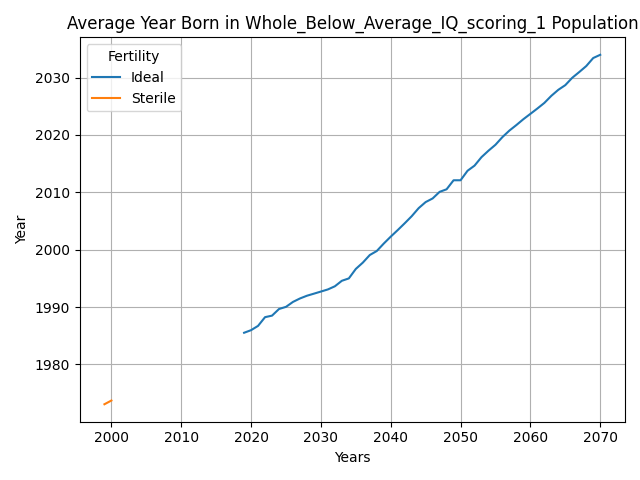 Average Year Born in Whole_Below_Average_IQ_scoring_1 Population
Fertility
Ideal
Sterile
2030
2020
2010
2000
1990
1980
Year
2000 2010 2020 2030 2040 2050 2060 2070
Years